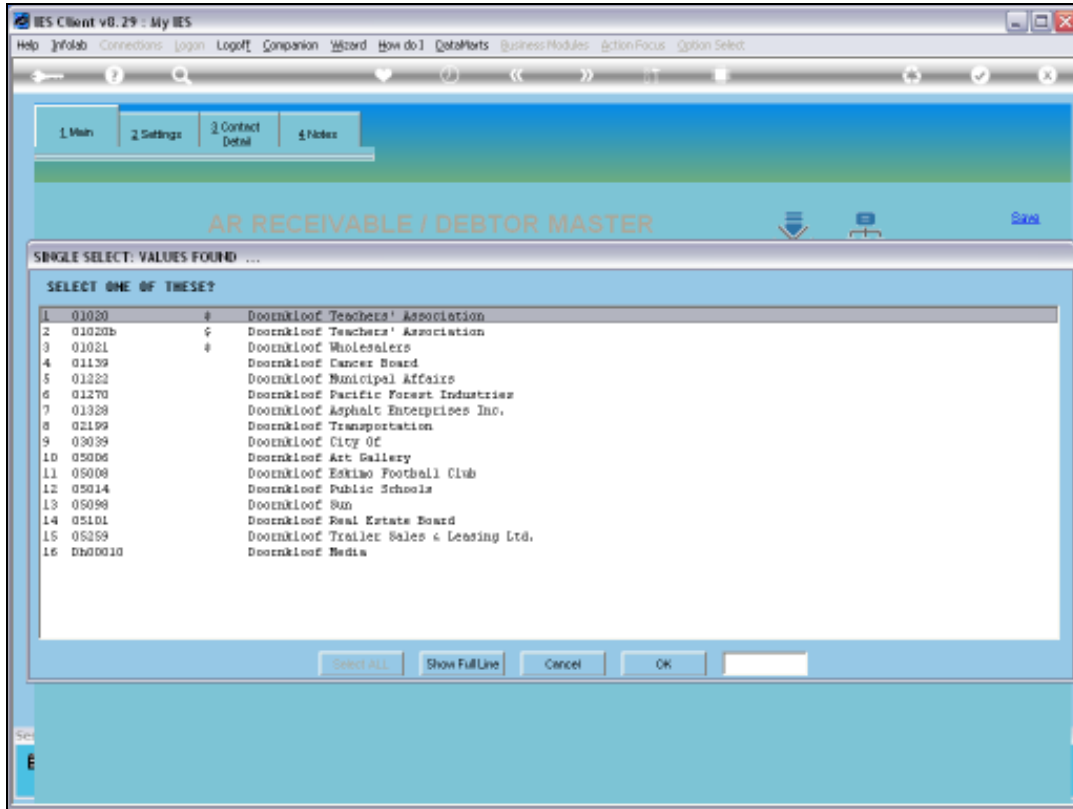 IES Client v8.29 : My IES
Help Infolab Connections Logon Logoff Companion Wizard How do I DataMarts Business Modules Action Focus Option Select
1 Main
2 Settings
3 Contact
Detail
4 Notes
AR RECEIVABLE / DEBTOR MASTER
Save
SINGLE SELECT: VALUES FOUND ...
SELECT ONE OF THESE?
1 01020 # Doornkloof Teachers' Association
2 01020b $ Doornkloof Teachers' Association
3 01021 # Doornkloof Wholesalers
4 01139 Doornkloof Cancer Board
5 01222 Doornkloof Municipal Affairs
6 01270 Doornkloof Pacific Forest Industries
7 01328 Doornkloof Asphalt Enterprises Inc.
8 02199 Doornkloof Transportation
9 03039 Doornkloof City Of
10 05006 Doornkloof Art Gallery
11 05008 Doornkloof Eskimo Football Club
12 05014 Doornkloof Public Schools
13 05098 Doornkloof Sun
14 05101 Doornkloof Real Estate Board
15 05259 Doornkloof Trailer Sales & Leasing Ltd.
16 Dh00010 Doornkloof Media
Select ALL
Show Full Line
Cancel
OK